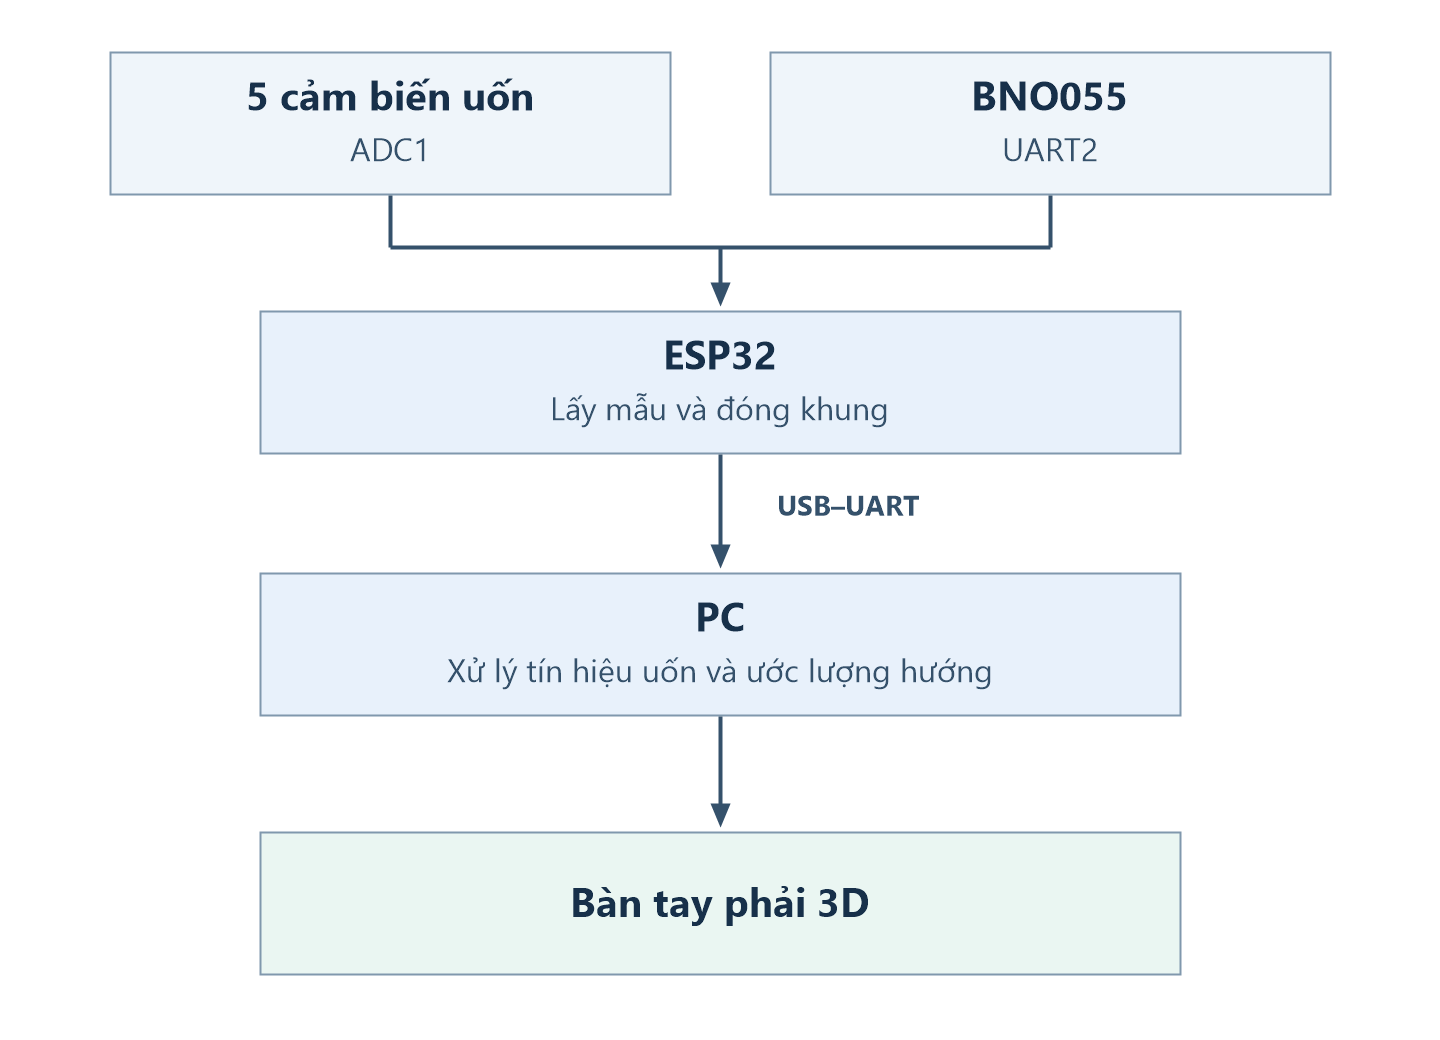 5 cảm biến uốn
ADC1
BNO055
UART2
ESP32
Lấy mẫu và đóng khung
USB–UART
PC
Xử lý tín hiệu uốn và ước lượng hướng
Bàn tay phải 3D